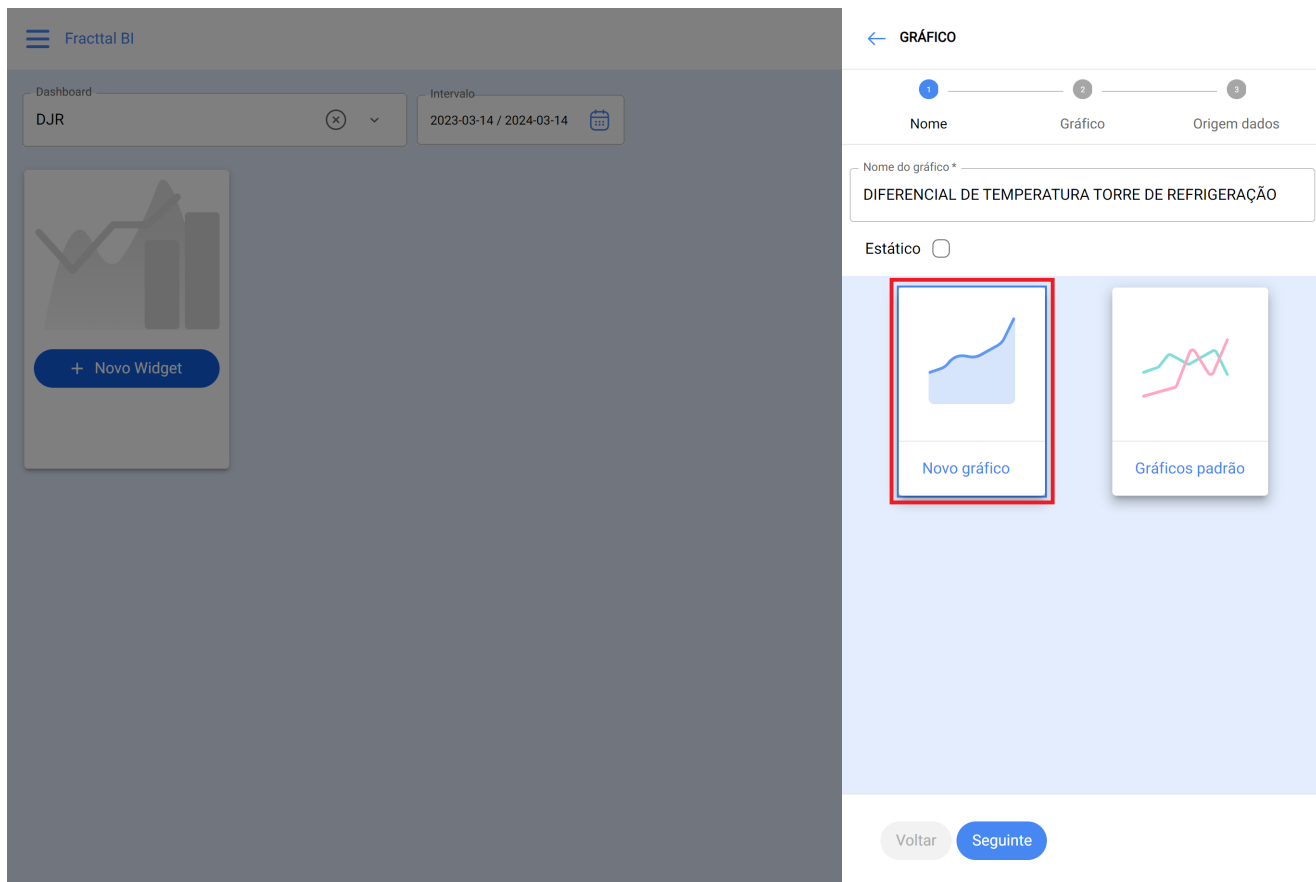 Fracttal BI
Dashboard
DJR
Intervalo
2023-03-14 / 2024-03-14
+ Novo Widget
GRÁFICO
1
2
3
Nome
Gráfico
Origem dados
Nome do gráfico *
DIFERENCIAL DE TEMPERATURA TORRE DE REFRIGERAÇÃO
Estático
Novo gráfico
Gráficos padrão
Voltar
Seguinte